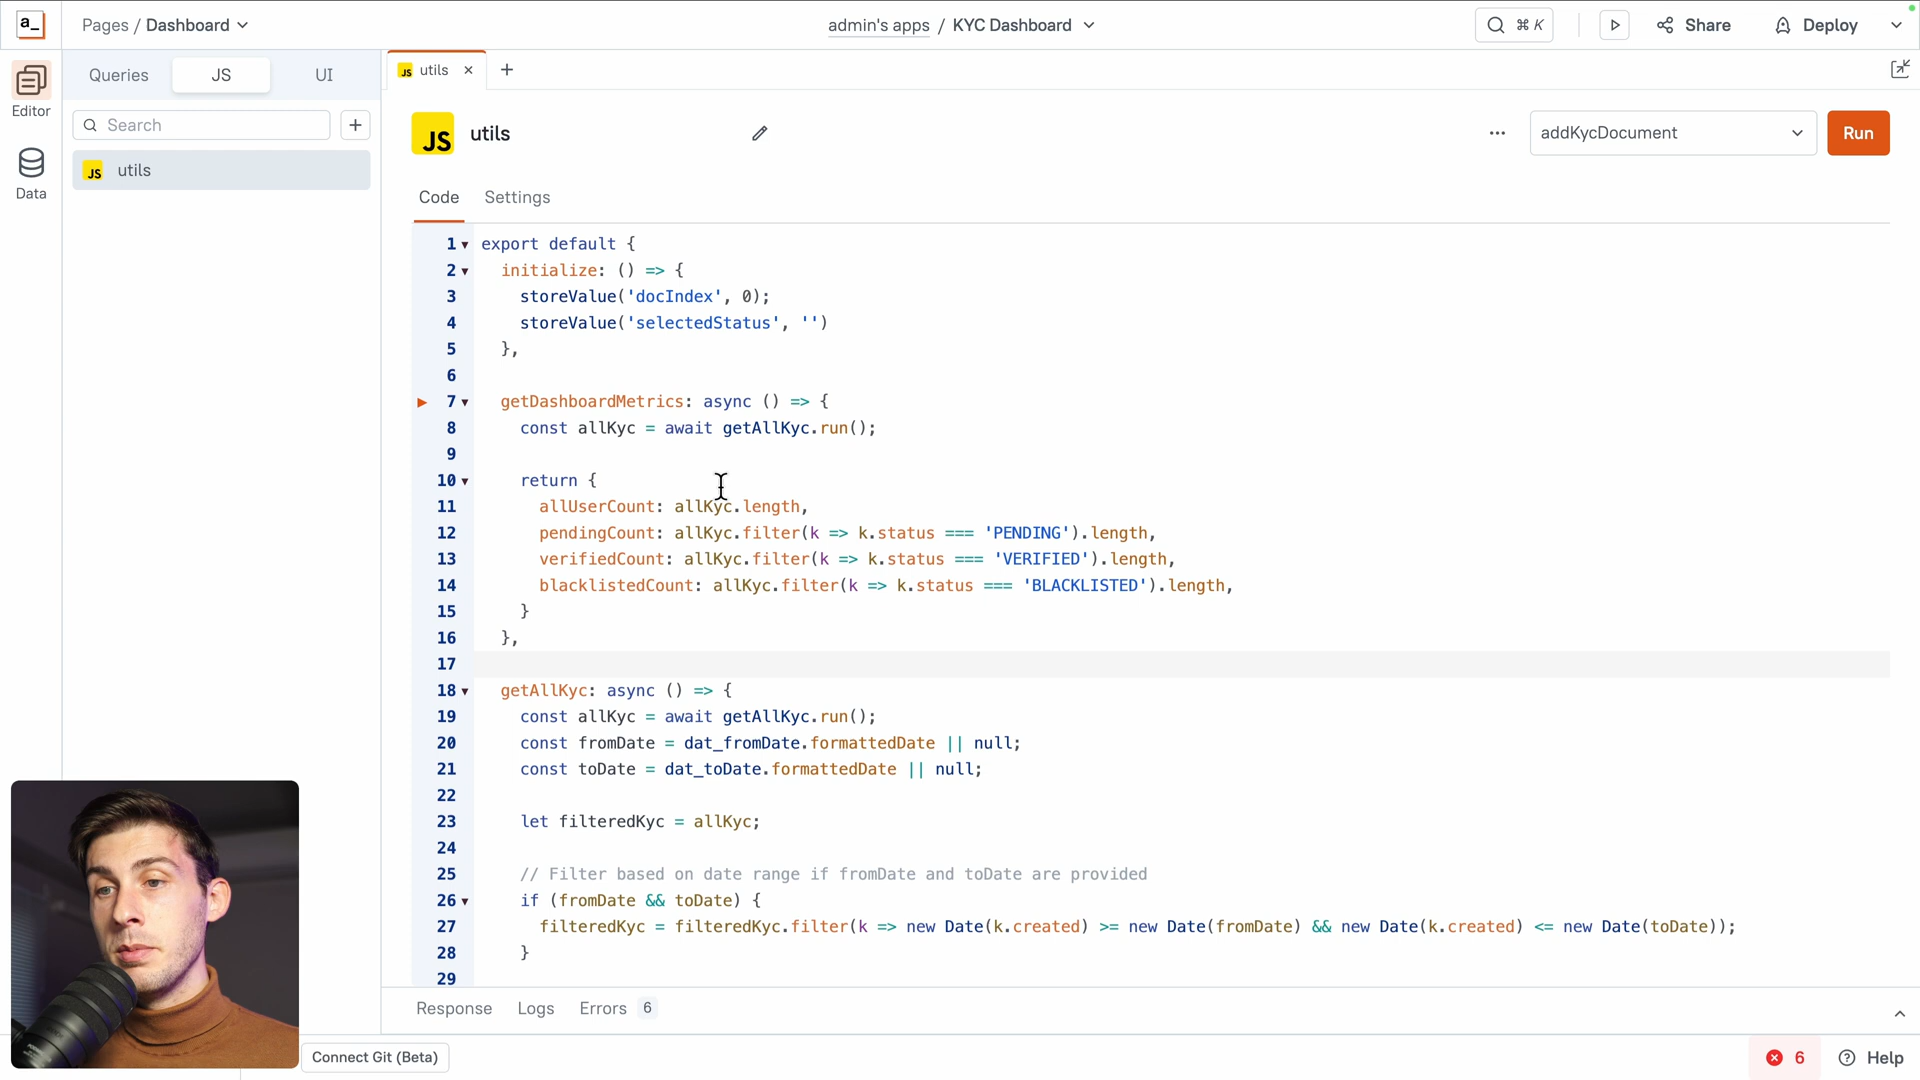 a_
Pages / Dashboard
admin's apps / KYC Dashboard
⌘ K
Share
Deploy
Editor
Data
Queries
JS
UI
Search
JS utils
JS utils
JS utils
addKycDocument
Run
Code
Settings
1 export default {
2 initialize: () => {
3 storeValue('docIndex', 0);
4 storeValue('selectedStatus', '')
5 },
6
7 getDashboardMetrics: async () => {
8 const allKyc = await getAllKyc.run();
9
10 return {
11 allUserCount: allKyc.length,
12 pendingCount: allKyc.filter(k => k.status === 'PENDING').length,
13 verifiedCount: allKyc.filter(k => k.status === 'VERIFIED').length,
14 blacklistedCount: allKyc.filter(k => k.status === 'BLACKLISTED').length,
15 }
16 },
17
18 getAllKyc: async () => {
19 const allKyc = await getAllKyc.run();
20 const fromDate = dat_fromDate.formattedDate || null;
21 const toDate = dat_toDate.formattedDate || null;
22
23 let filteredKyc = allKyc;
24
25 // Filter based on date range if fromDate and toDate are provided
26 if (fromDate && toDate) {
27 filteredKyc = filteredKyc.filter(k => new Date(k.created) >= new Date(fromDate) && new Date(k.created) <= new Date(toDate));
28 }
29
Response
Logs
Errors 6
Connect Git (Beta)
6
Help